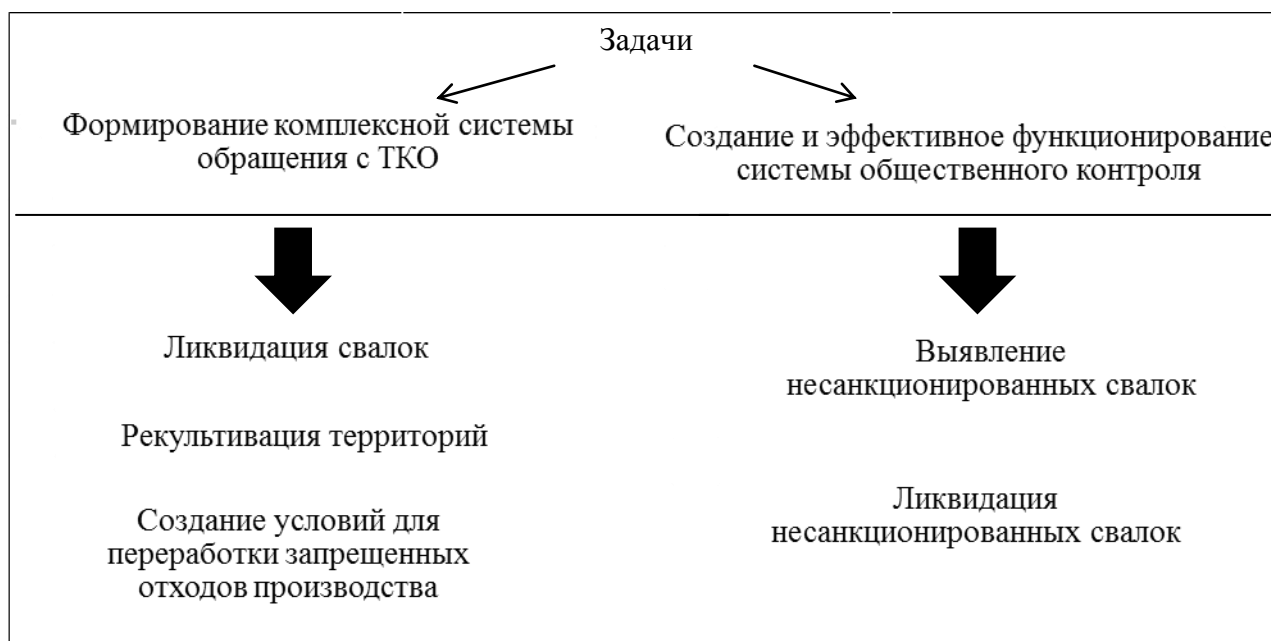 Задачи
Формирование комплексной системы
обращения с ТКО
Создание и эффективное функционирование
системы общественного контроля
Ликвидация свалок
Рекультивация территорий
Создание условий для
переработки запрещенных
отходов производства
Выявление
несанкционированных свалок
Ликвидация
несанкционированных свалок